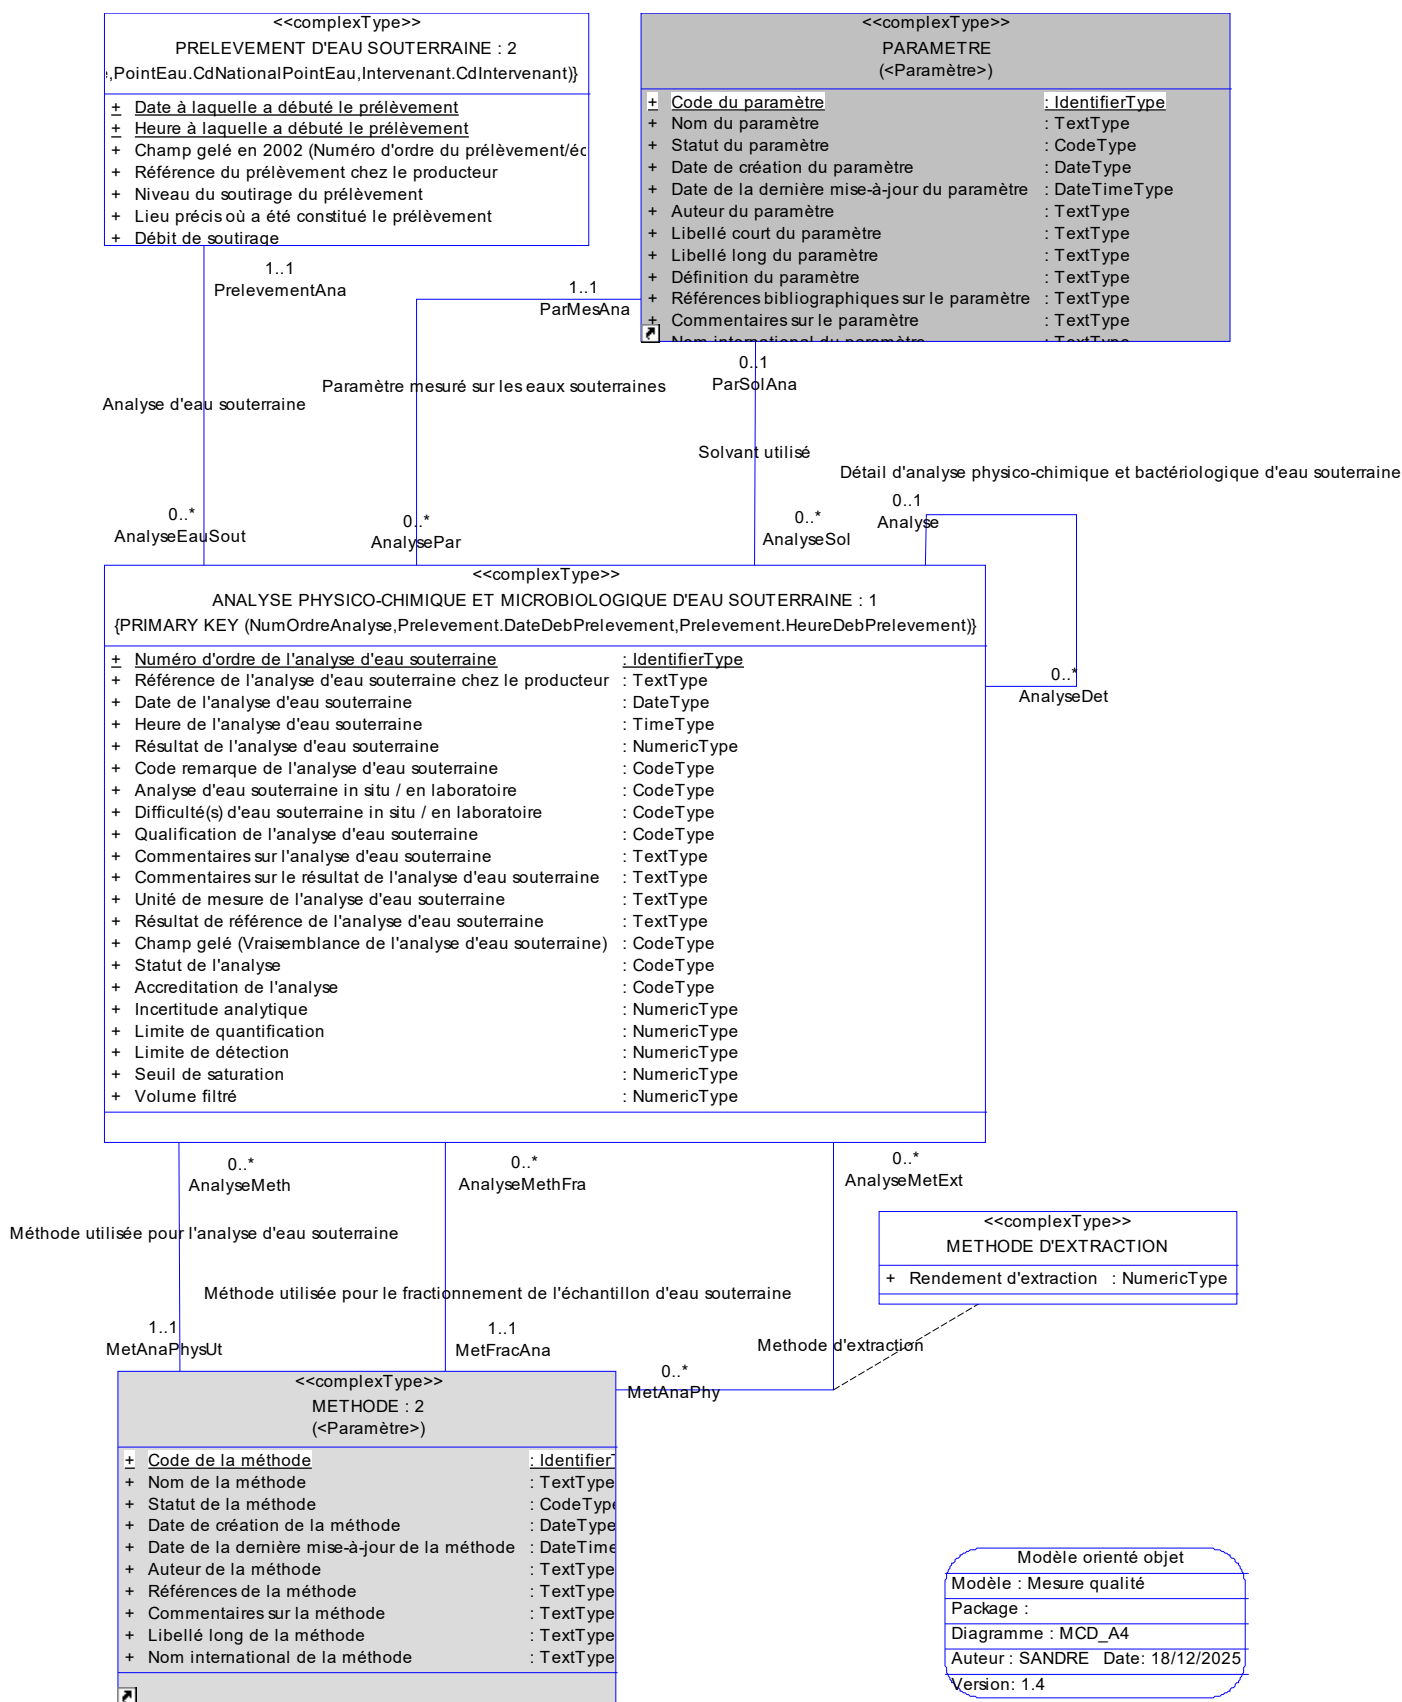 <<complexType>>
PRELEVEMENT D'EAU SOUTERRAINE : 2
,PointEau.CdNationalPointEau,Intervenant.CdIntervenant)}
+ Date à laquelle a débuté le prélèvement
+ Heure à laquelle a débuté le prélèvement
+ Champ gelé en 2002 (Numéro d'ordre du prélèvement/éc
+ Référence du prélèvement chez le producteur
+ Niveau du soutirage du prélèvement
+ Lieu précis où a été constitué le prélèvement
+ Débit de soutirage
<<complexType>>
PARAMETRE
(<Paramètre>)
+ Code du paramètre : IdentifierType
+ Nom du paramètre : TextType
+ Statut du paramètre : CodeType
+ Date de création du paramètre : DateType
+ Date de la dernière mise-à-jour du paramètre : DateTimeType
+ Auteur du paramètre : TextType
+ Libellé court du paramètre : TextType
+ Libellé long du paramètre : TextType
+ Définition du paramètre : TextType
+ Références bibliographiques sur le paramètre : TextType
+ Commentaires sur le paramètre : TextType
Nom international du paramètre : TextType
1..1
PrelevementAna
1..1
ParMesAna
0..1
ParSolAna
Paramètre mesuré sur les eaux souterraines
Analyse d'eau souterraine
Solvant utilisé
Détail d'analyse physico-chimique et bactériologique d'eau souterraine
0..1
Analyse
0..*
AnalyseEauSout
0..*
AnalysePar
0..*
AnalyseSol
<<complexType>>
ANALYSE PHYSICO-CHIMIQUE ET MICROBIOLOGIQUE D'EAU SOUTERRAINE : 1
{PRIMARY KEY (NumOrdreAnalyse,Prelevement.DateDebPrelevement,Prelevement.HeureDebPrelevement)}
+ Numéro d'ordre de l'analyse d'eau souterraine : IdentifierType
+ Référence de l'analyse d'eau souterraine chez le producteur : TextType
+ Date de l'analyse d'eau souterraine : DateType
+ Heure de l'analyse d'eau souterraine : TimeType
+ Résultat de l'analyse d'eau souterraine : NumericType
+ Code remarque de l'analyse d'eau souterraine : CodeType
+ Analyse d'eau souterraine in situ / en laboratoire : CodeType
+ Difficulté(s) d'eau souterraine in situ / en laboratoire : CodeType
+ Qualification de l'analyse d'eau souterraine : CodeType
+ Commentaires sur l'analyse d'eau souterraine : TextType
+ Commentaires sur le résultat de l'analyse d'eau souterraine : TextType
+ Unité de mesure de l'analyse d'eau souterraine : TextType
+ Résultat de référence de l'analyse d'eau souterraine : TextType
+ Champ gelé (Vraisemblance de l'analyse d'eau souterraine) : CodeType
+ Statut de l'analyse : CodeType
+ Accreditation de l'analyse : CodeType
+ Incertitude analytique : NumericType
+ Limite de quantification : NumericType
+ Limite de détection : NumericType
+ Seuil de saturation : NumericType
+ Volume filtré : NumericType
0..*
AnalyseDet
0..*
AnalyseMeth
0..*
AnalyseMethFra
0..*
AnalyseMetExt
Méthode utilisée pour l'analyse d'eau souterraine
<<complexType>>
METHODE D'EXTRACTION
+ Rendement d'extraction : NumericType
Méthode utilisée pour le fractionnement de l'échantillon d'eau souterraine
1..1
MetAnaPhysUt
1..1
MetFracAna
Methode d'extraction
0..*
MetAnaPhy
<<complexType>>
METHODE : 2
(<Paramètre>)
+ Code de la méthode : IdentifierT
+ Nom de la méthode : TextType
+ Statut de la méthode : CodeType
+ Date de création de la méthode : DateType
+ Date de la dernière mise-à-jour de la méthode : DateTime
+ Auteur de la méthode : TextType
+ Références de la méthode : TextType
+ Commentaires sur la méthode : TextType
+ Libellé long de la méthode : TextType
+ Nom international de la méthode : TextType
Modèle orienté objet
Modèle : Mesure qualité
Package :
Diagramme : MCD_A4
Auteur : SANDRE Date: 18/12/2025
Version: 1.4